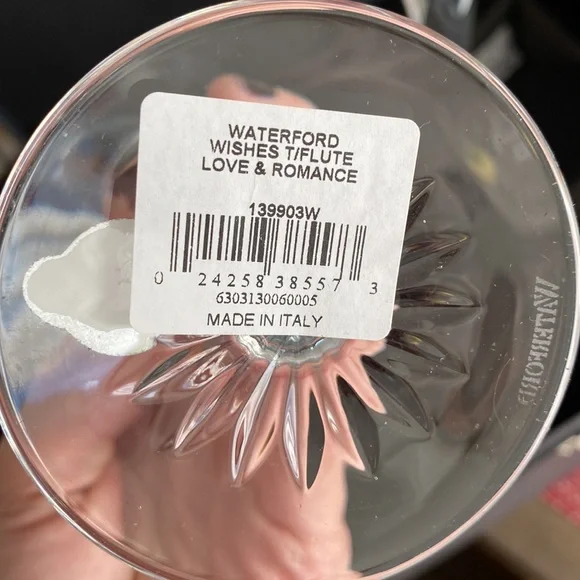 WATERFORD
WISHES T/FLUTE
LOVE & ROMANCE
139903W
0 24258 38557 3
6303130060005
MADE IN ITALY
WATERFORD